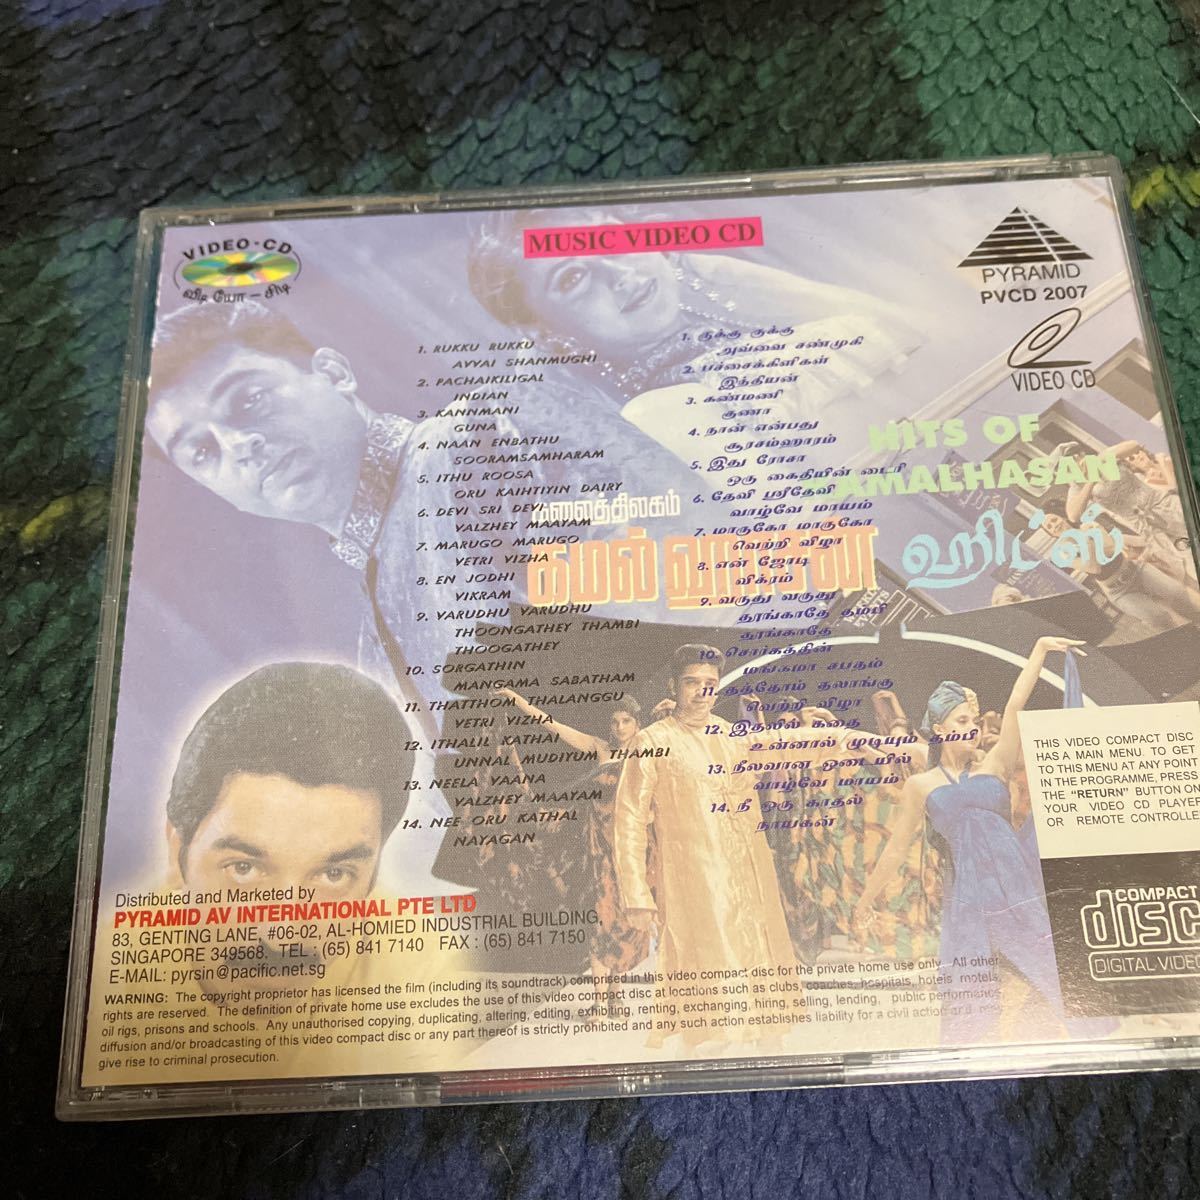 VIDEO-CD
வீடியோ – சிடி
MUSIC VIDEO CD
PYRAMID
PVCD 2007
VIDEO CD
HITS OF
AMALHASAN
கலைத்திலகம்
கமல் ஹாசன் ஹிட்ஸ்
1. RUKKU RUKKU
AVVAI SHANMUGHI
2. PACHAIKILIGAL
INDIAN
3. KANNMANI
GUNA
4. NAAN ENBATHU
SOORAMSAMHARAM
5. ITHU ROOSA
ORU KAIHTIYIN DAIRY
6. DEVI SRI DEVI
VALZHEY MAAYAM
7. MARUGO MARUGO
VETRI VIZHA
8. EN JODHI
VIKRAM
9. VARUDHU VARUDHU
THOONGATHEY THAMBI
THOOGATHEY
10. SORGATHIN
MANGAMA SABATHAM
11. THATTHOM THALANGGU
VETRI VIZHA
12. ITHALIL KATHAI
UNNAL MUDIYUM THAMBI
13. NEELA VAANA
VALZHEY MAAYAM
14. NEE ORU KATHAL
NAYAGAN
1. ருக்கு ருக்கு
அவ்வை சண்முகி
2. பச்சைக்கிளிகள்
இந்தியன்
3. கண்மணி
குணா
4. நான் என்பது
சூரசம்ஹாரம்
5. இது ரோசா
ஒரு கைதியின் டைரி
6. தேவி ஸ்ரீதேவி
வாழ்வே மாயம்
7. மாருகோ மாருகோ
வெற்றி விழா
8. என் ஜோடி
விக்ரம்
9. வருது வருது
தூங்காதே தம்பி
தூங்காதே
10. சொர்கத்தின்
மங்கமா சபதம்
11. தத்தோம் தலாங்கு
வெற்றி விழா
12. இதலில் கதை
உன்னால் முடியும் தம்பி
13. நீலவான ஓடையில்
வாழ்வே மாயம்
14. நீ ஒரு காதல்
நாயகன்
THIS VIDEO COMPACT DISC
HAS A MAIN MENU. TO GET
TO THIS MENU AT ANY POINT
IN THE PROGRAMME, PRESS
THE "RETURN" BUTTON ON
YOUR VIDEO CD PLAYER
OR REMOTE CONTROLLE
COMPACT
disc
DIGITAL VIDEO
Distributed and Marketed by
PYRAMID AV INTERNATIONAL PTE LTD
83, GENTING LANE, #06-02, AL-HOMIED INDUSTRIAL BUILDING,
SINGAPORE 349568. TEL : (65) 841 7140 FAX : (65) 841 7150
E-MAIL: pyrsin@pacific.net.sg
WARNING: The copyright proprietor has licensed the film (including its soundtrack) comprised in this video compact disc for the private home use only. All other
rights are reserved. The definition of private home use excludes the use of this video compact disc at locations such as clubs, coaches, hospitals, hotels motels,
oil rigs, prisons and schools. Any unauthorised copying, duplicating, altering, editing, exhibiting, renting, exchanging, hiring, selling, lending, public performance
diffusion and/or broadcasting of this video compact disc or any part thereof is strictly prohibited and any such action establishes liability for a civil action and may
give rise to criminal prosecution.